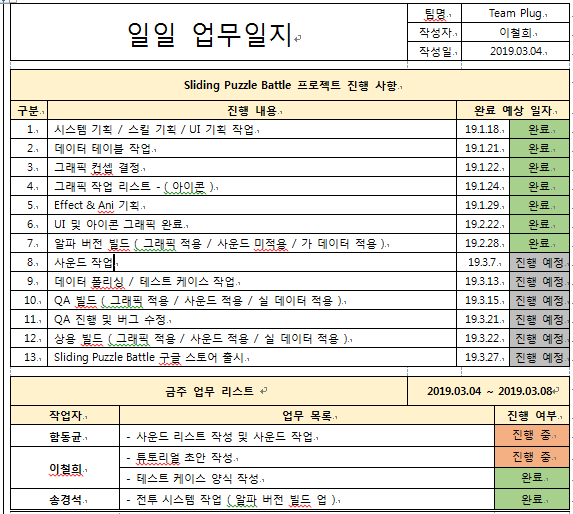 일일 업무일지
팀명 Team Plug
작성자 이철희
작성일 2019.03.04.
Sliding Puzzle Battle 프로젝트 진행 사항
구분 진행 내용 완료 예상 일자
1. 시스템 기획 / 스킬 기획 / UI 기획 작업 19.1.18. 완료
2. 데이터 테이블 작업 19.1.21. 완료
3. 그래픽 컨셉 결정 19.1.22. 완료
4. 그래픽 작업 리스트 - ( 아이콘 ) 19.1.24. 완료
5. Effect & Ani 기획 19.1.29. 완료
6. UI 및 아이콘 그래픽 완료 19.2.22. 완료
7. 알파 버전 빌드 ( 그래픽 적용 / 사운드 미적용 / 가 데이터 적용 ) 19.2.28. 완료
8. 사운드 작업 19.3.7. 진행 예정
9. 데이터 폴리싱 / 테스트 케이스 작업 19.3.13. 진행 예정
10. QA 빌드 ( 그래픽 적용 / 사운드 적용 / 실 데이터 적용 ) 19.3.15. 진행 예정
11. QA 진행 및 버그 수정 19.3.21. 진행 예정
12. 상용 빌드 ( 그래픽 적용 / 사운드 적용 / 실 데이터 적용 ) 19.3.22. 진행 예정
13. Sliding Puzzle Battle 구글 스토어 출시 19.3.27. 진행 예정
금주 업무 리스트 2019.03.04 ~ 2019.03.08
작업자 업무 목록 진행 여부
함동균 - 사운드 리스트 작성 및 사운드 작업 진행 중
이철희 - 튜토리얼 초안 작성 진행 중
- 테스트 케이스 양식 작성 완료
송경석 - 전투 시스템 작업 ( 알파 버전 빌드 업 ) 완료